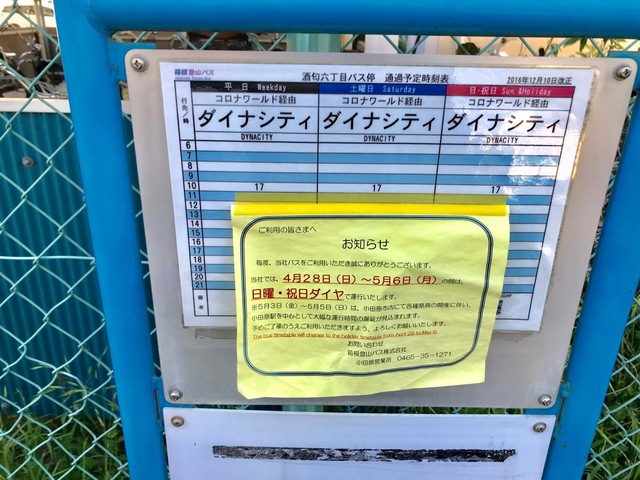 箱根登山バス
酒匂六丁目バス停 通過予定時刻表 2016年12月10日改正
行先/時 平 日 Weekday 土曜日 Saturday 日・祝日 Sun &Holiday
コロナワールド経由 コロナワールド経由 コロナワールド経由
ダイナシティ ダイナシティ ダイナシティ
DYNACITY DYNACITY DYNACITY
6
7
8
9
10 17 17 17
11
12
13
14
15
16
17
18
19
20
21
備考
ご利用の皆さまへ
お知らせ
毎度、当社バスをご利用いただき誠にありがとうございます。
当社では、4月28日(日)~5月6日(月)の間は、
日曜・祝日ダイヤで運行いたします。
※5月3日(金)~5月5日(日)は、小田原市内にて各種祭典の開催に伴い、
小田原駅を中心として大幅な運行時間の遅延が見込まれます。
予めご了承のうえご利用いただきますよう、よろしくお願いいたします。
The bus timetable will change to the holiday timetable from April 28 to May 6.
お問い合わせ
箱根登山バス株式会社
小田原営業所 0465-35-1271